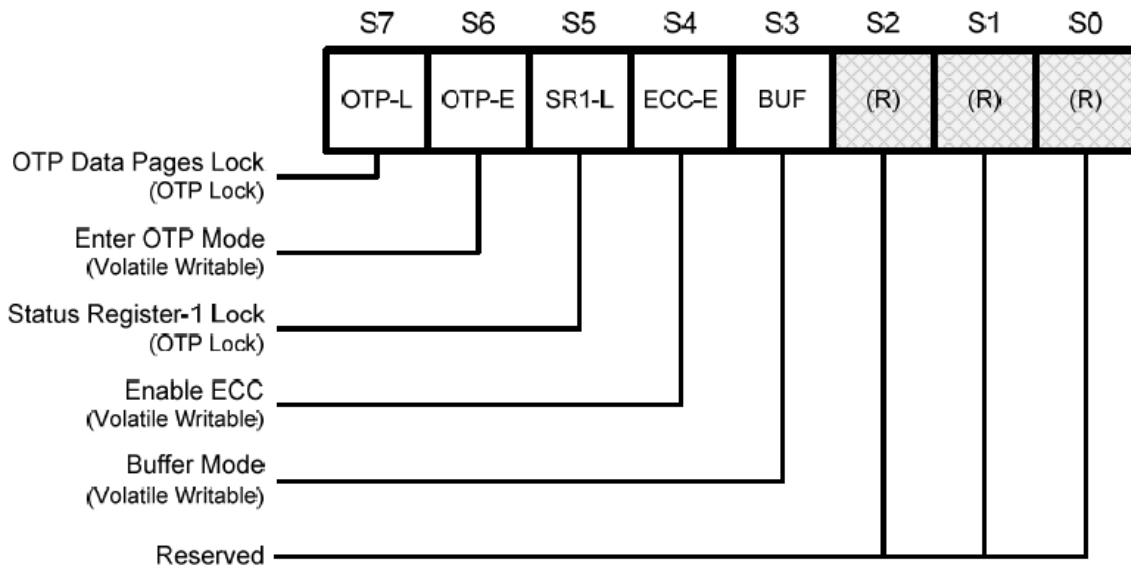 S7 S6 S5 S4 S3 S2 S1 S0
OTP-L OTP-E SR1-L ECC-E BUF (R) (R) (R)
OTP Data Pages Lock
(OTP Lock)
Enter OTP Mode
(Volatile Writable)
Status Register-1 Lock
(OTP Lock)
Enable ECC
(Volatile Writable)
Buffer Mode
(Volatile Writable)
Reserved